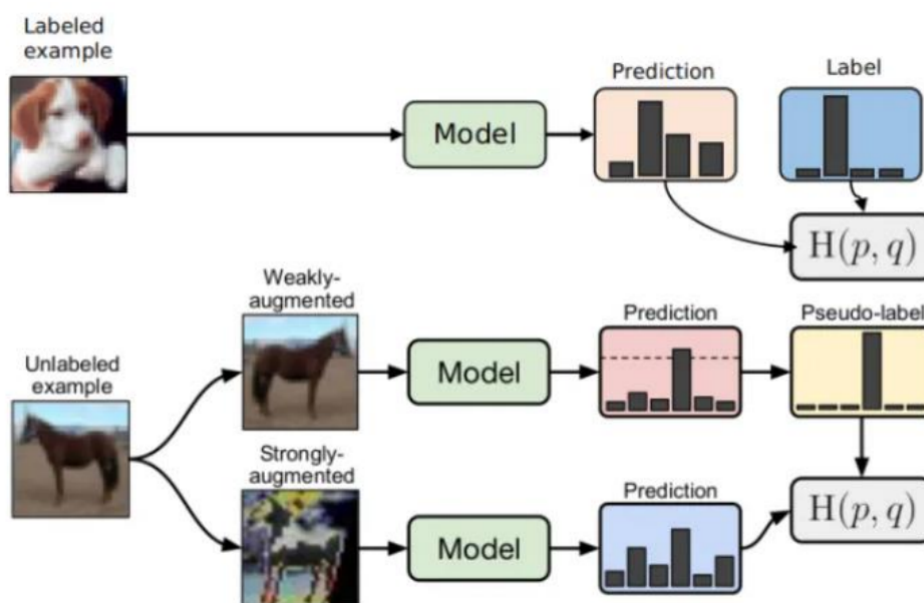 Labeled
example
Model
Prediction
Label
H(p, q)
Unlabeled
example
Weakly-
augmented
Model
Prediction
Pseudo-label
Strongly-
augmented
Model
Prediction
H(p, q)